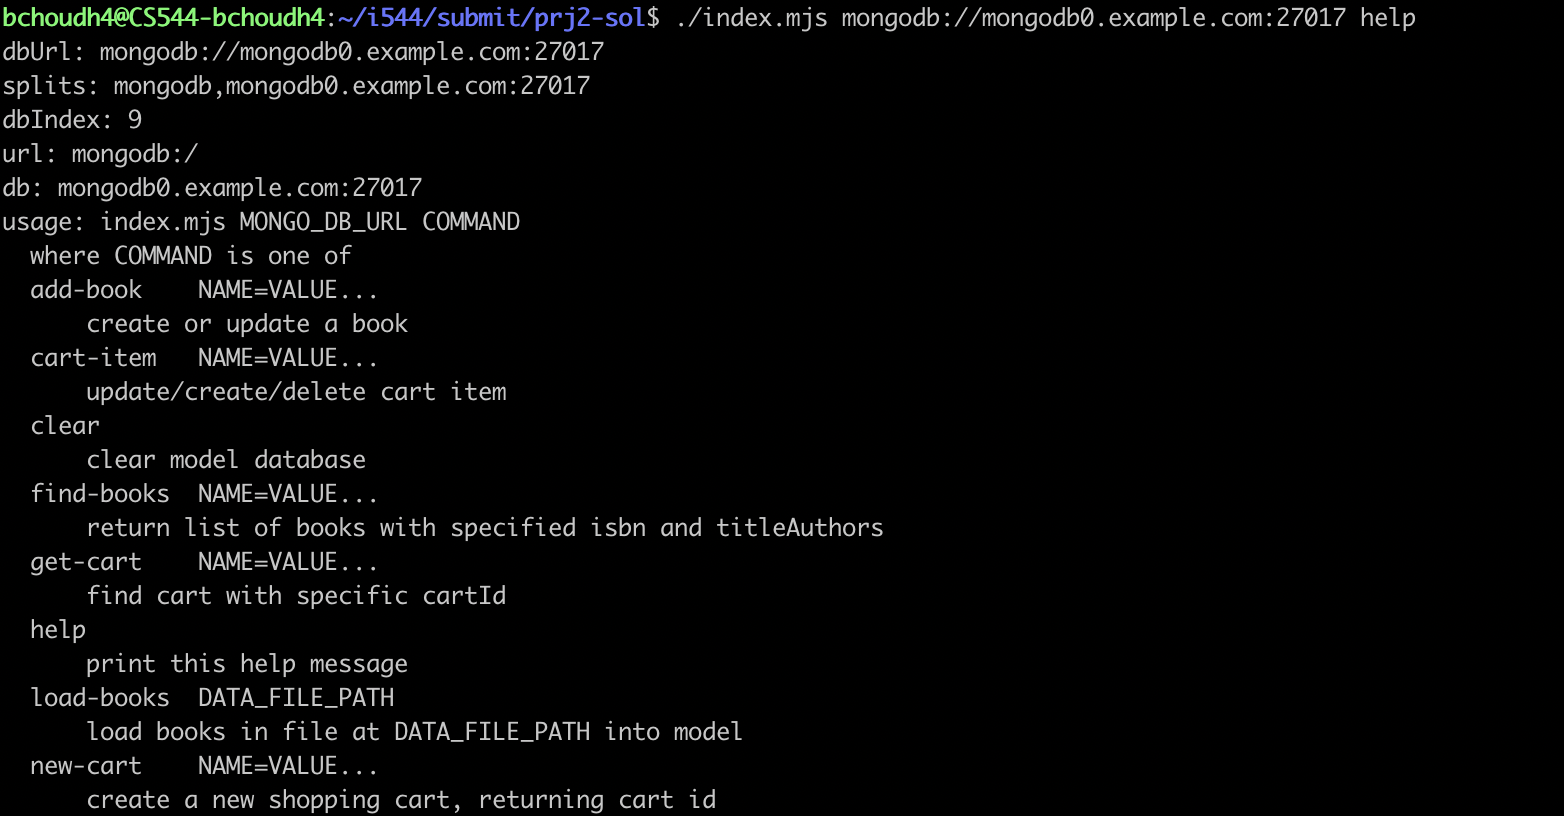 bchoudh4@CS544-bchoudh4:~/i544/submit/prj2-sol$ ./index.mjs mongodb://mongodb0.example.com:27017 help
dbUrl: mongodb://mongodb0.example.com:27017
splits: mongodb,mongodb0.example.com:27017
dbIndex: 9
url: mongodb:/
db: mongodb0.example.com:27017
usage: index.mjs MONGO_DB_URL COMMAND
  where COMMAND is one of
  add-book    NAME=VALUE...
      create or update a book
  cart-item   NAME=VALUE...
      update/create/delete cart item
  clear
      clear model database
  find-books  NAME=VALUE...
      return list of books with specified isbn and titleAuthors
  get-cart    NAME=VALUE...
      find cart with specific cartId
  help
      print this help message
  load-books  DATA_FILE_PATH
      load books in file at DATA_FILE_PATH into model
  new-cart    NAME=VALUE...
      create a new shopping cart, returning cart id